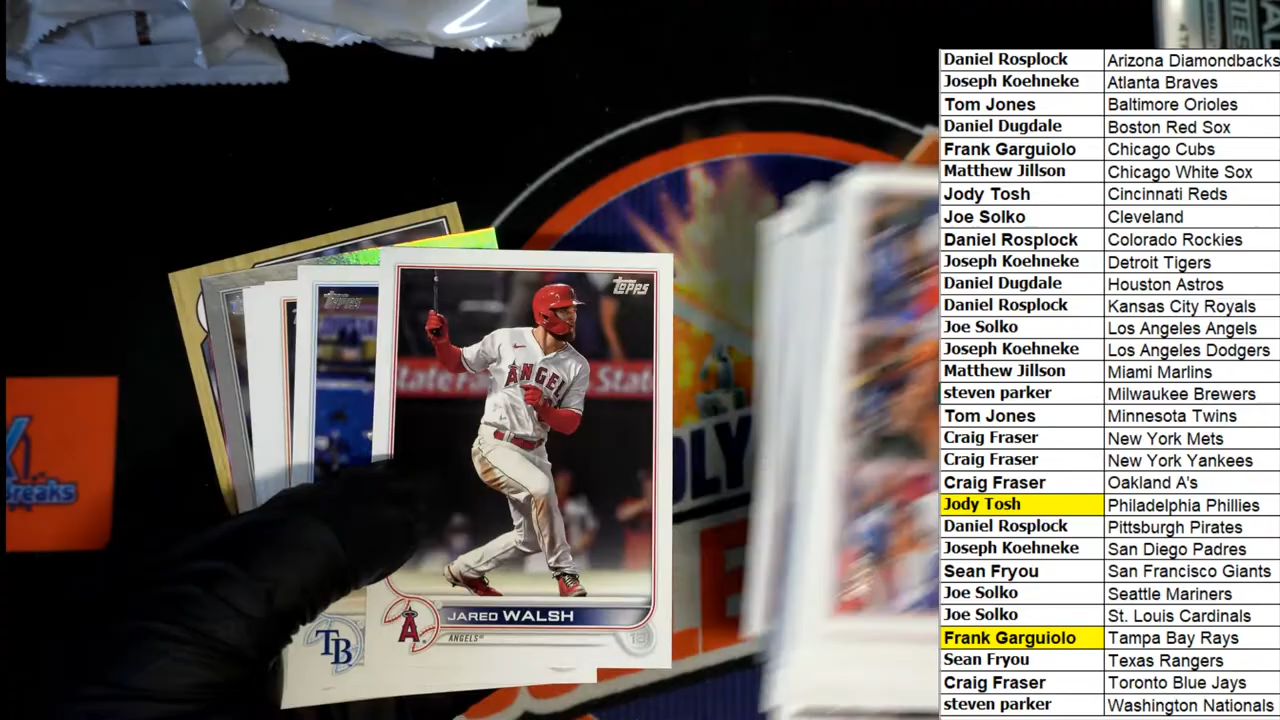 Daniel Rosplock Arizona Diamondbacks
Joseph Koehneke Atlanta Braves
Tom Jones Baltimore Orioles
Daniel Dugdale Boston Red Sox
Frank Garguiolo Chicago Cubs
Matthew Jillson Chicago White Sox
Jody Tosh Cincinnati Reds
Joe Solko Cleveland
Daniel Rosplock Colorado Rockies
Joseph Koehneke Detroit Tigers
Daniel Dugdale Houston Astros
Daniel Rosplock Kansas City Royals
Joe Solko Los Angeles Angels
Joseph Koehneke Los Angeles Dodgers
Matthew Jillson Miami Marlins
steven parker Milwaukee Brewers
Tom Jones Minnesota Twins
Craig Fraser New York Mets
Craig Fraser New York Yankees
Craig Fraser Oakland A's
Jody Tosh Philadelphia Phillies
Daniel Rosplock Pittsburgh Pirates
Joseph Koehneke San Diego Padres
Sean Fryou San Francisco Giants
Joe Solko Seattle Mariners
Joe Solko St. Louis Cardinals
Frank Garguiolo Tampa Bay Rays
Sean Fryou Texas Rangers
Craig Fraser Toronto Blue Jays
steven parker Washington Nationals
TOPPS
State Fa
Sta
ANGEL
JARED WALSH
A
ANGELS
1B
TB
Breaks
OLY